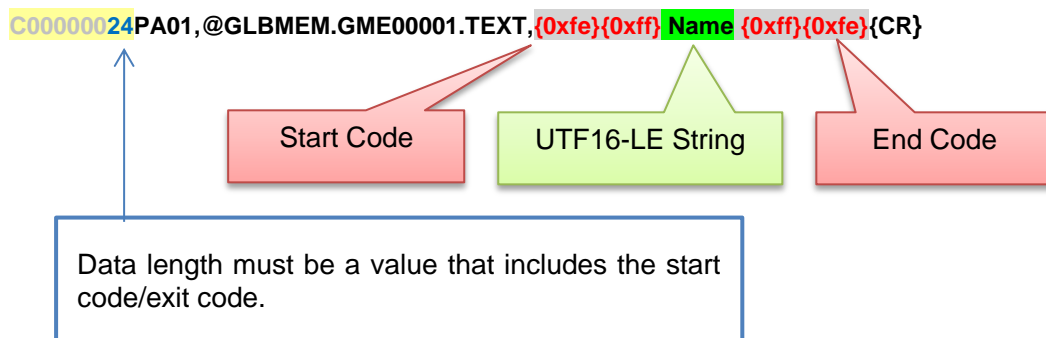 C00000024PA01,@GLBMEM.GME00001.TEXT,{0xfe}{0xff} Name {0xff}{0xfe}{CR}
Start Code
UTF16-LE String
End Code
Data length must be a value that includes the start
code/exit code.